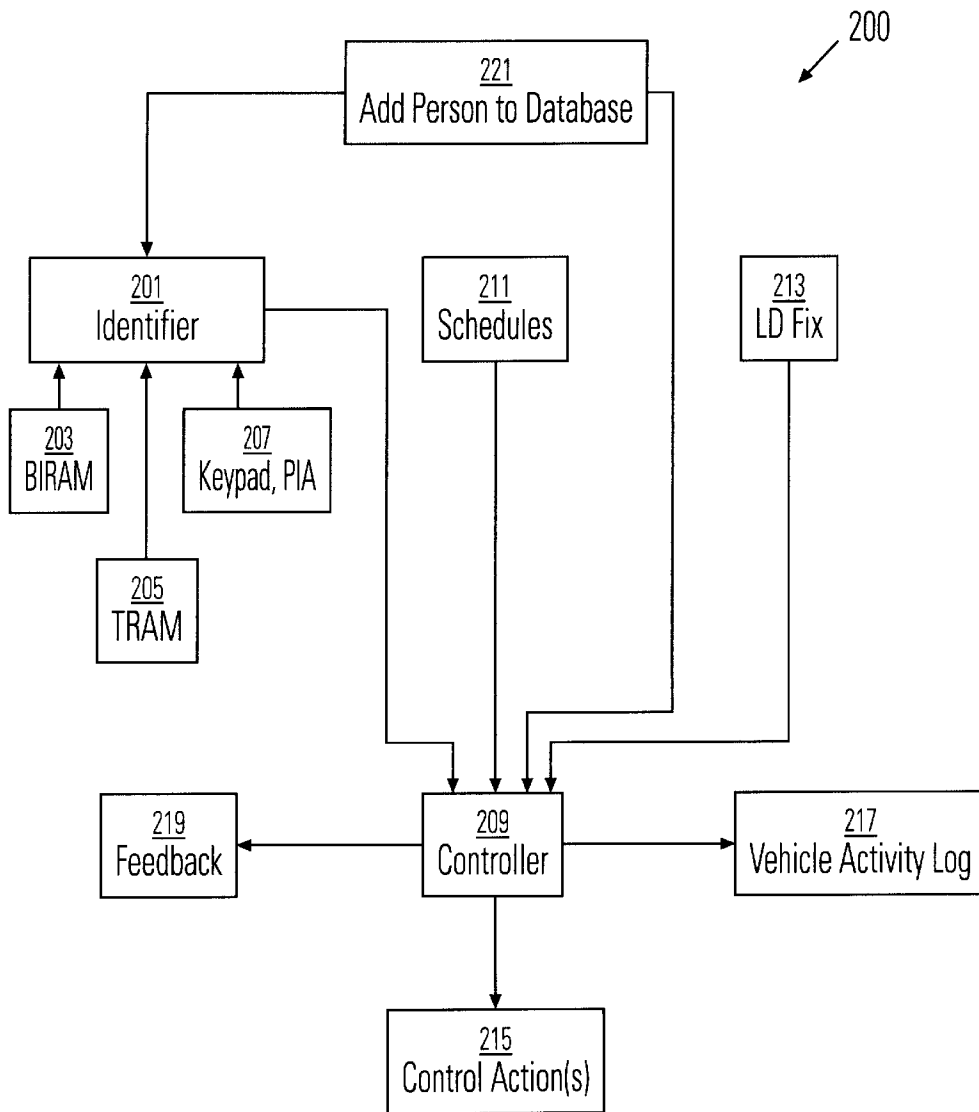 200
221
Add Person to Database
201
Identifier
211
Schedules
213
LD Fix
203
BIRAM
207
Keypad, PIA
205
TRAM
219
Feedback
209
Controller
217
Vehicle Activity Log
215
Control Action(s)